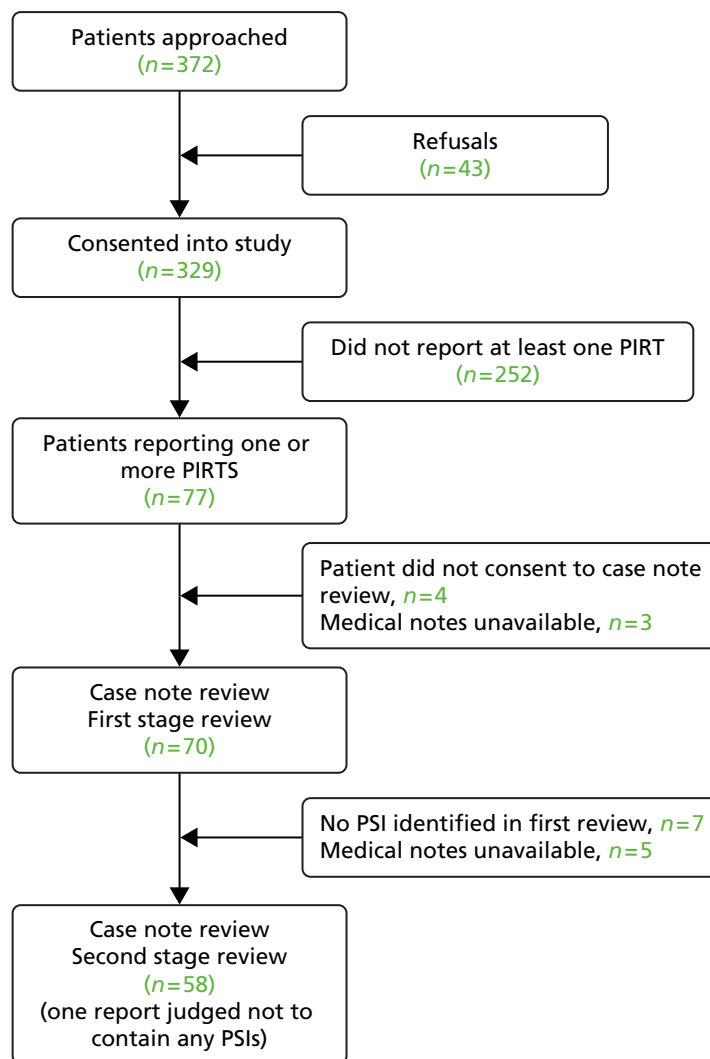 Patients approached
(n=372)
Refusals
(n=43)
Consented into study
(n=329)
Did not report at least one PIRT
(n=252)
Patients reporting one or
more PIRTS
(n=77)
Patient did not consent to case note
review, n=4
Medical notes unavailable, n=3
Case note review
First stage review
(n=70)
No PSI identified in first review, n=7
Medical notes unavailable, n=5
Case note review
Second stage review
(n=58)
(one report judged not to
contain any PSIs)